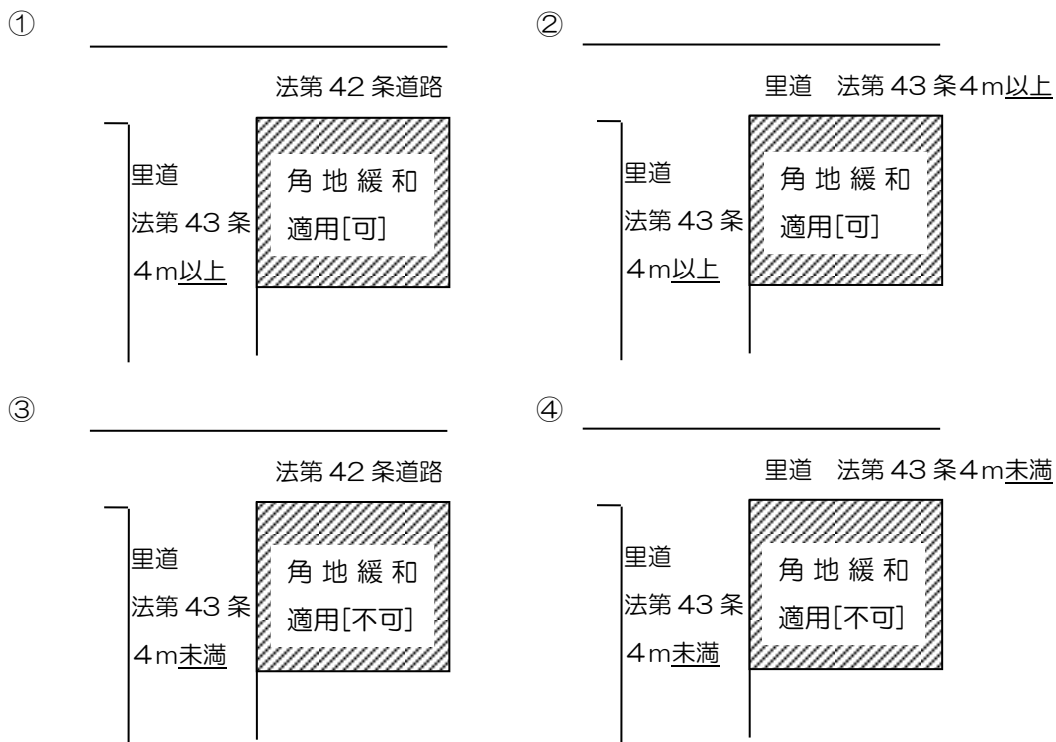 ①
法第42条道路
里道
法第43条
4m以上
角地緩和
適用[可]
②
里道 法第43条4m以上
里道
法第43条
4m以上
角地緩和
適用[可]
③
法第42条道路
里道
法第43条
4m未満
角地緩和
適用[不可]
④
里道 法第43条4m未満
里道
法第43条
4m未満
角地緩和
適用[不可]